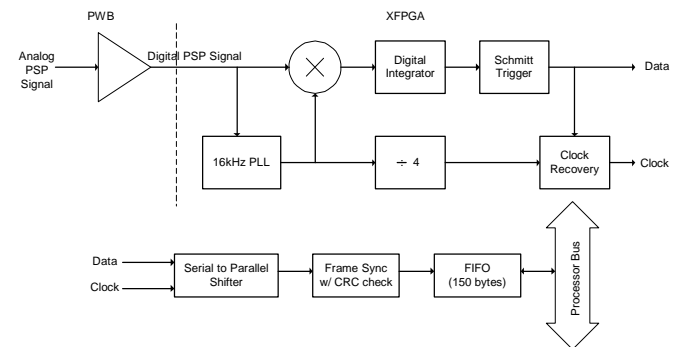 PWB
XFPGA
Analog
PSP
Signal
Digital PSP Signal
Digital
Integrator
Schmitt
Trigger
Data
16kHz PLL
÷ 4
Clock
Recovery
Clock
Data
Clock
Serial to Parallel
Shifter
Frame Sync
w/ CRC check
FIFO
(150 bytes)
Processor Bus